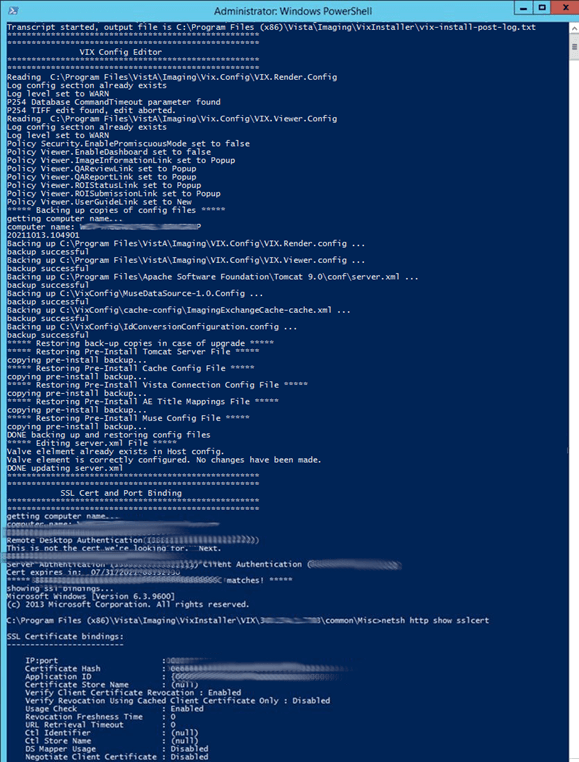 Administrator: Windows PowerShell
Transcript started, output file is C:\Program Files (x86)\Vista\Imaging\VixInstaller\vix-install-post-log.txt
****************************************************
****************************************************
VIX Config Editor
****************************************************
****************************************************
Reading  C:\Program Files\VistA\Imaging\Vix.Config\VIX.Render.Config
Log config section already exists
Log level set to WARN
P254 Database CommandTimeout parameter found
P254 TIFF edit found, edit aborted.
Reading  C:\Program Files\VistA\Imaging\Vix.Config\VIX.Viewer.Config
Log config section already exists
Log level set to WARN
Policy Security.EnablePromiscuousMode set to false
Policy Viewer.EnableDashboard set to false
Policy Viewer.ImageInformationLink set to Popup
Policy Viewer.QAReviewLink set to Popup
Policy Viewer.QAReportLink set to Popup
Policy Viewer.ROIStatusLink set to Popup
Policy Viewer.ROISubmissionLink set to Popup
Policy Viewer.UserGuideLink set to New
***** Backing up copies of config files *****
getting computer name...
computer name:
20211013.104901
Backing up C:\Program Files\VistA\Imaging\VIX.Config\VIX.Render.config ...
backup successful
Backing up C:\Program Files\VistA\Imaging\VIX.Config\VIX.Viewer.config ...
backup successful
Backing up C:\Program Files\Apache Software Foundation\Tomcat 9.0\conf\server.xml ...
backup successful
Backing up C:\VixConfig\MuseDataSource-1.0.Config ...
backup successful
Backing up C:\VixConfig\cache-config\ImagingExchangeCache-cache.xml ...
backup successful
Backing up C:\VixConfig\IdConversionConfiguration.config ...
backup successful
***** Restoring back-up copies in case of upgrade *****
***** Restoring Pre-Install Tomcat Server File *****
copying pre-install backup...
***** Restoring Pre-Install Cache Config File *****
copying pre-install backup...
***** Restoring Pre-Install Vista Connection Config File *****
copying pre-install backup...
***** Restoring Pre-Install AE Title Mappings File *****
copying pre-install backup...
***** Restoring Pre-Install Muse Config File *****
copying pre-install backup...
DONE backing up and restoring config files
***** Editing server.xml File *****
Valve elelment already exists in Host config.
Valve element is correctly configured. No changes have been made.
DONE updating server.xml
****************************************************
****************************************************
SSL Cert and Port Binding
****************************************************
****************************************************
getting computer name...
computer name:
Remote Desktop Authentication
This is not the cert we're looking for.  Next.
Server Authentication Client Authentication (
Cert expires in:
matches! *****
showing ssl bindings...
Microsoft Windows [Version 6.3.9600]
(c) 2013 Microsoft Corporation. All rights reserved.
C:\Program Files (x86)\Vista\Imaging\VixInstaller\VIX\ \common\Misc>netsh http show sslcert
SSL Certificate bindings:
-------------------------
IP:port :
Certificate Hash :
Application ID :
Certificate Store Name : (null)
Verify Client Certificate Revocation : Enabled
Verify Revocation Using Cached Client Certificate Only : Disabled
Usage Check : Enabled
Revocation Freshness Time : 0
URL Retrieval Timeout : 0
Ctl Identifier : (null)
Ctl Store Name : (null)
DS Mapper Usage : Disabled
Negotiate Client Certificate : Disabled